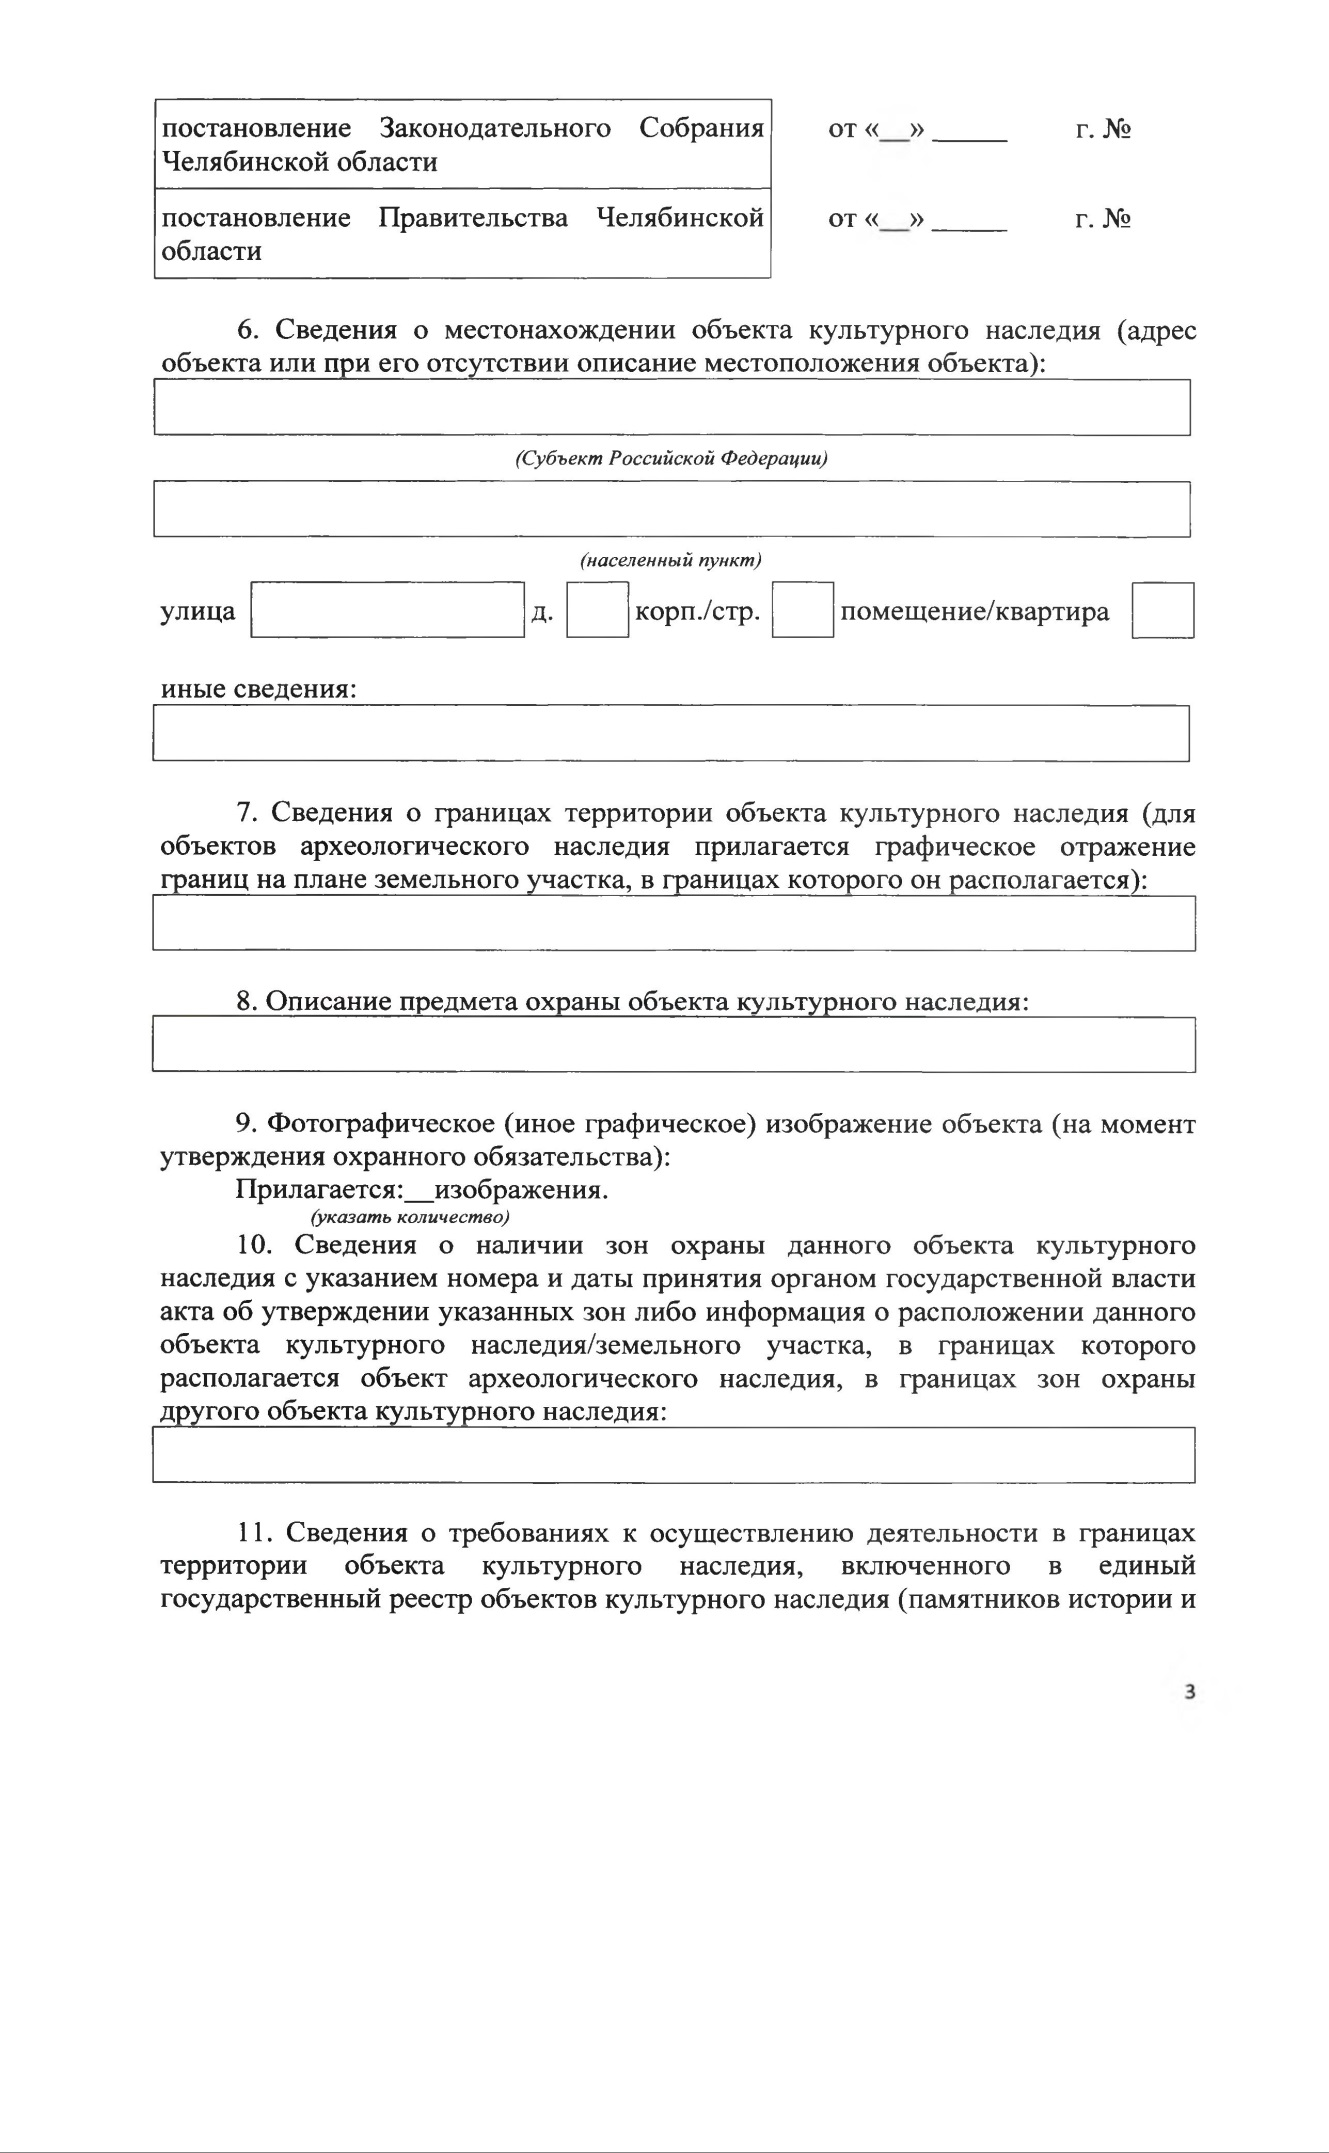 постановление Законодательного Собрания от «__» _____ г. №
Челябинской области
постановление Правительства Челябинской от «__» _____ г. №
области
6. Сведения о местонахождении объекта культурного наследия (адрес
объекта или при его отсутствии описание местоположения объекта):
(Субъект Российской Федерации)
(населенный пункт)
улица д. корп./стр. помещение/квартира
иные сведения:
7. Сведения о границах территории объекта культурного наследия (для
объектов археологического наследия прилагается графическое отражение
границ на плане земельного участка, в границах которого он располагается):
8. Описание предмета охраны объекта культурного наследия:
9. Фотографическое (иное графическое) изображение объекта (на момент
утверждения охранного обязательства):
Прилагается:__изображения.
(указать количество)
10. Сведения о наличии зон охраны данного объекта культурного
наследия с указанием номера и даты принятия органом государственной власти
акта об утверждении указанных зон либо информация о расположении данного
объекта культурного наследия/земельного участка, в границах которого
располагается объект археологического наследия, в границах зон охраны
другого объекта культурного наследия:
11. Сведения о требованиях к осуществлению деятельности в границах
территории объекта культурного наследия, включенного в единый
государственный реестр объектов культурного наследия (памятников истории и
3